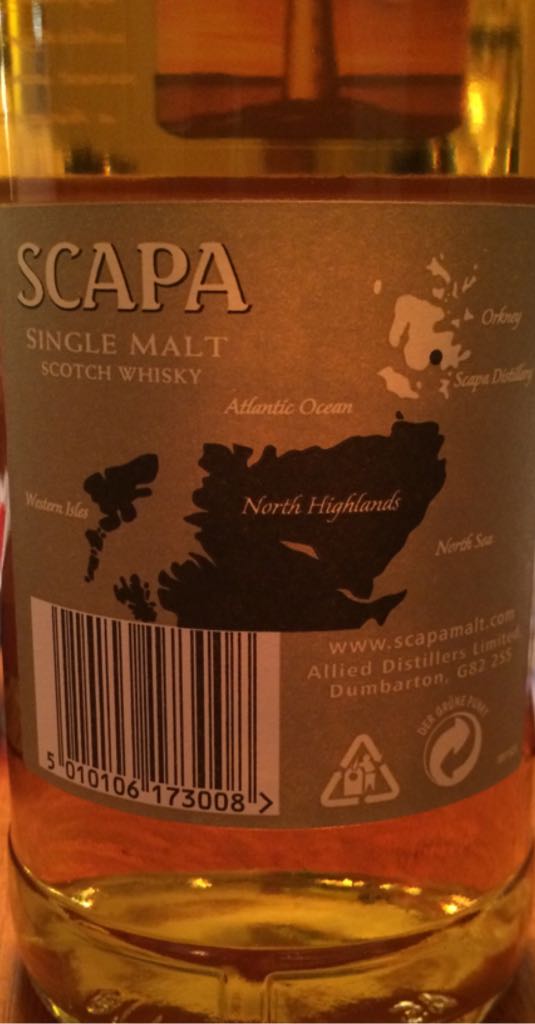 SCAPA
SINGLE MALT
SCOTCH WHISKY
Orkney
Scapa Distillery
Atlantic Ocean
Western Isles
North Highlands
North Sea
www.scapamalt.com
Allied Distillers Limited,
Dumbarton, G82 2SS
DER GRÜNE PUNKT
5 010106 173008 >